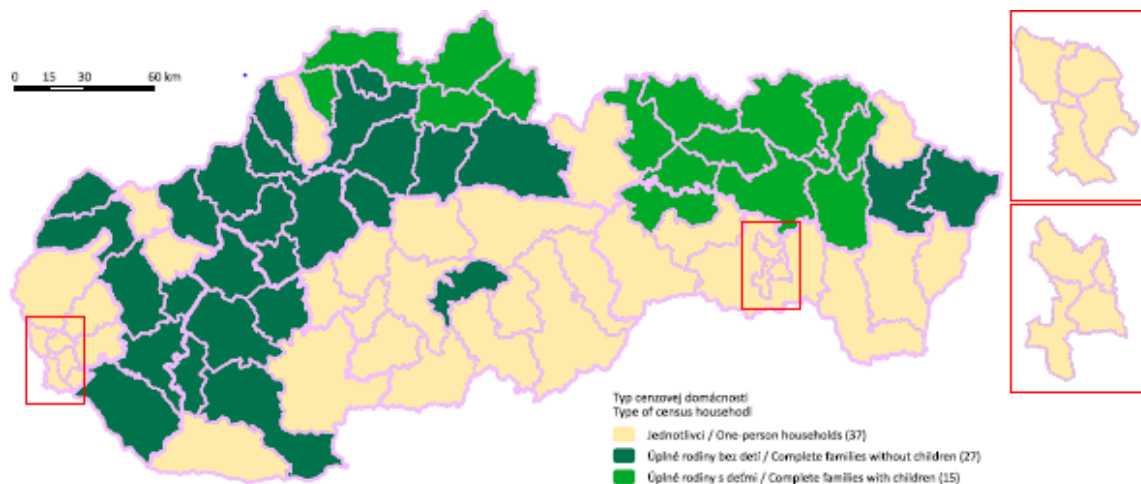 0 15 30 60 km
Typ cenzovej domácnosti
Type of census househodl
Jednotlivci / One-person households (37)
Úplné rodiny bez detí / Complete families without children (27)
Úplné rodiny s deťmi / Complete families with children (15)